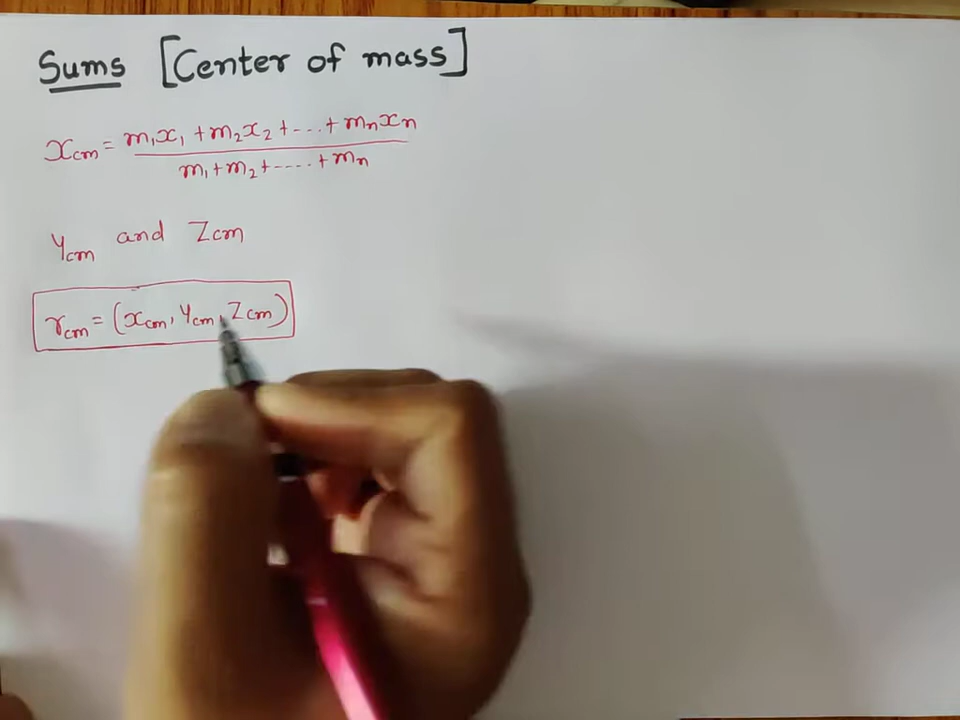 Sums [Center of mass]
xcm = m₁x₁ + m₂x₂ + ... + mₙxₙ
m₁ + m₂ + ..... + mₙ
Ycm and Zcm
rcm = (xcm, Ycm, Zcm)